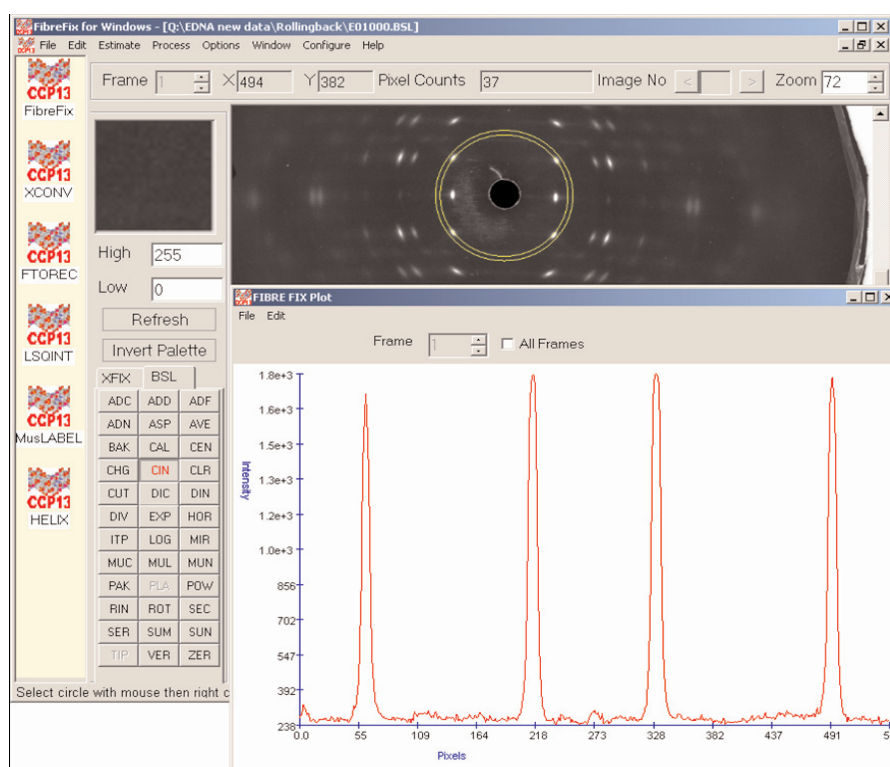 FibreFix for Windows - [Q:\EDNA new data\Rollingback\E01000.BSL]
File Edit Estimate Process Options Window Configure Help
Frame 1 X 494 Y 382 Pixel Counts 37 Image No < > Zoom 72
CCP13
FibreFix
CCP13
XCONV
CCP13
FTOREC
CCP13
LSQINT
CCP13
MusLABEL
CCP13
HELIX
High 255
Low 0
Refresh
Invert Palette
XFIX BSL
ADC ADD ADF
ADN ASP AVE
BAK CAL CEN
CHG CIN CLR
CUT DIC DIN
DIV EXP HOR
ITP LOG MIR
MUC MUL MUN
PAK PLA POW
RIN ROT SEC
SER SUM SUN
TIP VER ZER
Select circle with mouse then right c
FIBRE FIX Plot
File Edit
Frame 1 All Frames
1.8e+3
1.6e+3
1.5e+3
1.3e+3
1.2e+3
1.0e+3
856
702
547
392
238
Intensity
0.0 55 109 164 218 273 328 382 437 491
Pixels